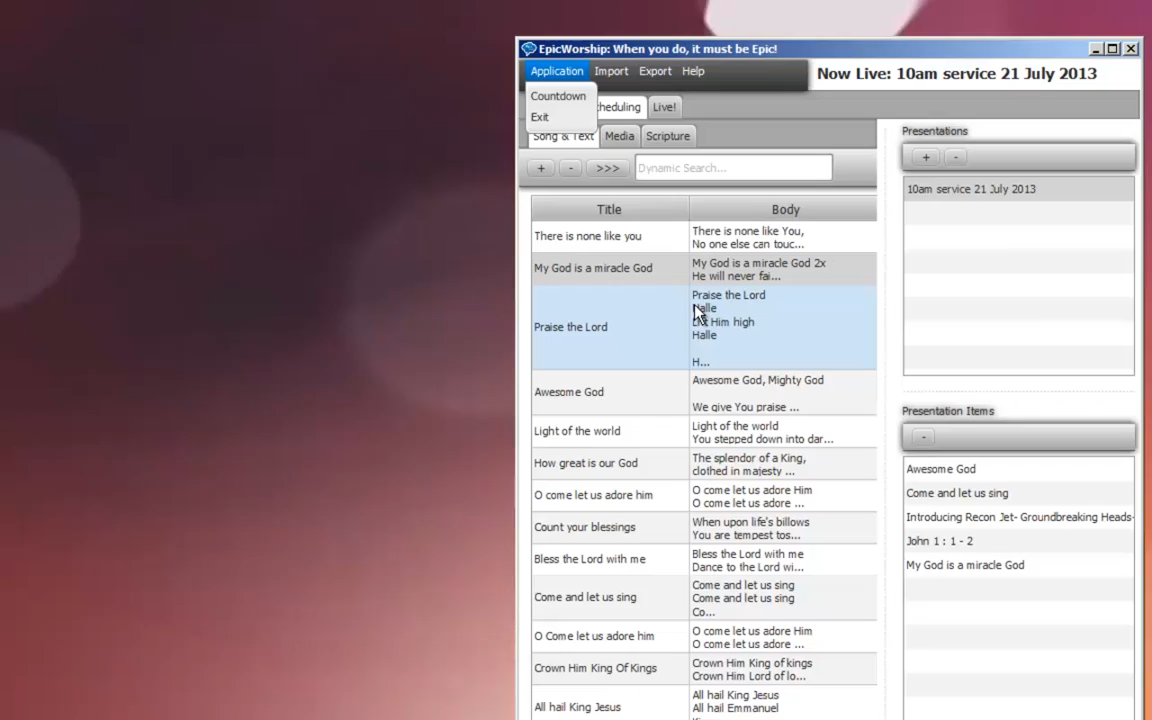 EpicWorship: When you do, it must be Epic!
Application Import Export Help
Now Live: 10am service 21 July 2013
Countdown
Exit
Live!
Song & Text Media Scripture
+ - >>> Dynamic Search...
Title Body
There is none like you
There is none like You,
No one else can touc...
My God is a miracle God
My God is a miracle God 2x
He will never fai...
Praise the Lord
Praise the Lord
Halle
Him high
Halle
H...
Awesome God
Awesome God, Mighty God
We give You praise ...
Light of the world
Light of the world
You stepped down into dar...
How great is our God
The splendor of a King,
clothed in majesty ...
O come let us adore him
O come let us adore Him
O come let us adore ...
Count your blessings
When upon life's billows
You are tempest tos...
Bless the Lord with me
Bless the Lord with me
Dance to the Lord wi...
Come and let us sing
Come and let us sing
Come and let us sing
Co...
O Come let us adore him
O come let us adore Him
O come let us adore ...
Crown Him King Of Kings
Crown Him King of kings
Crown Him Lord of lo...
All hail King Jesus
All hail King Jesus
All hail Emmanuel
Presentations
+ -
10am service 21 July 2013
Presentation Items
-
Awesome God
Come and let us sing
Introducing Recon Jet- Groundbreaking Heads-
John 1 : 1 - 2
My God is a miracle God